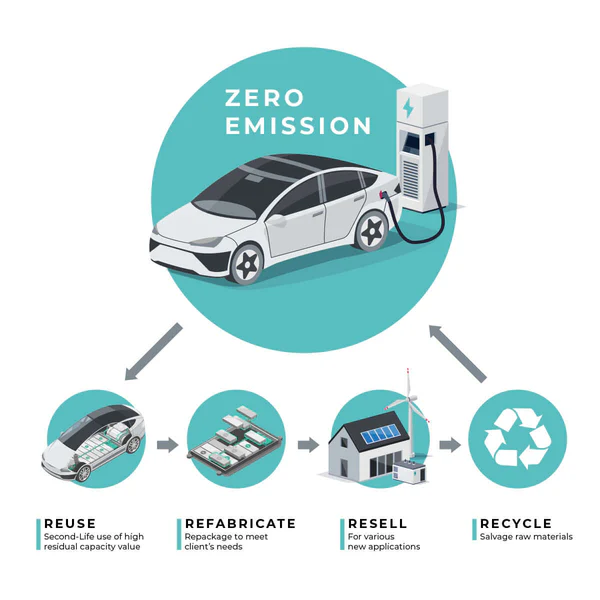 ZERO
EMISSION
REUSE
Second-Life use of high
residual capacity value
REFABRICATE
Repackage to meet
client's needs
RESELL
For various
new applications
RECYCLE
Salvage raw materials